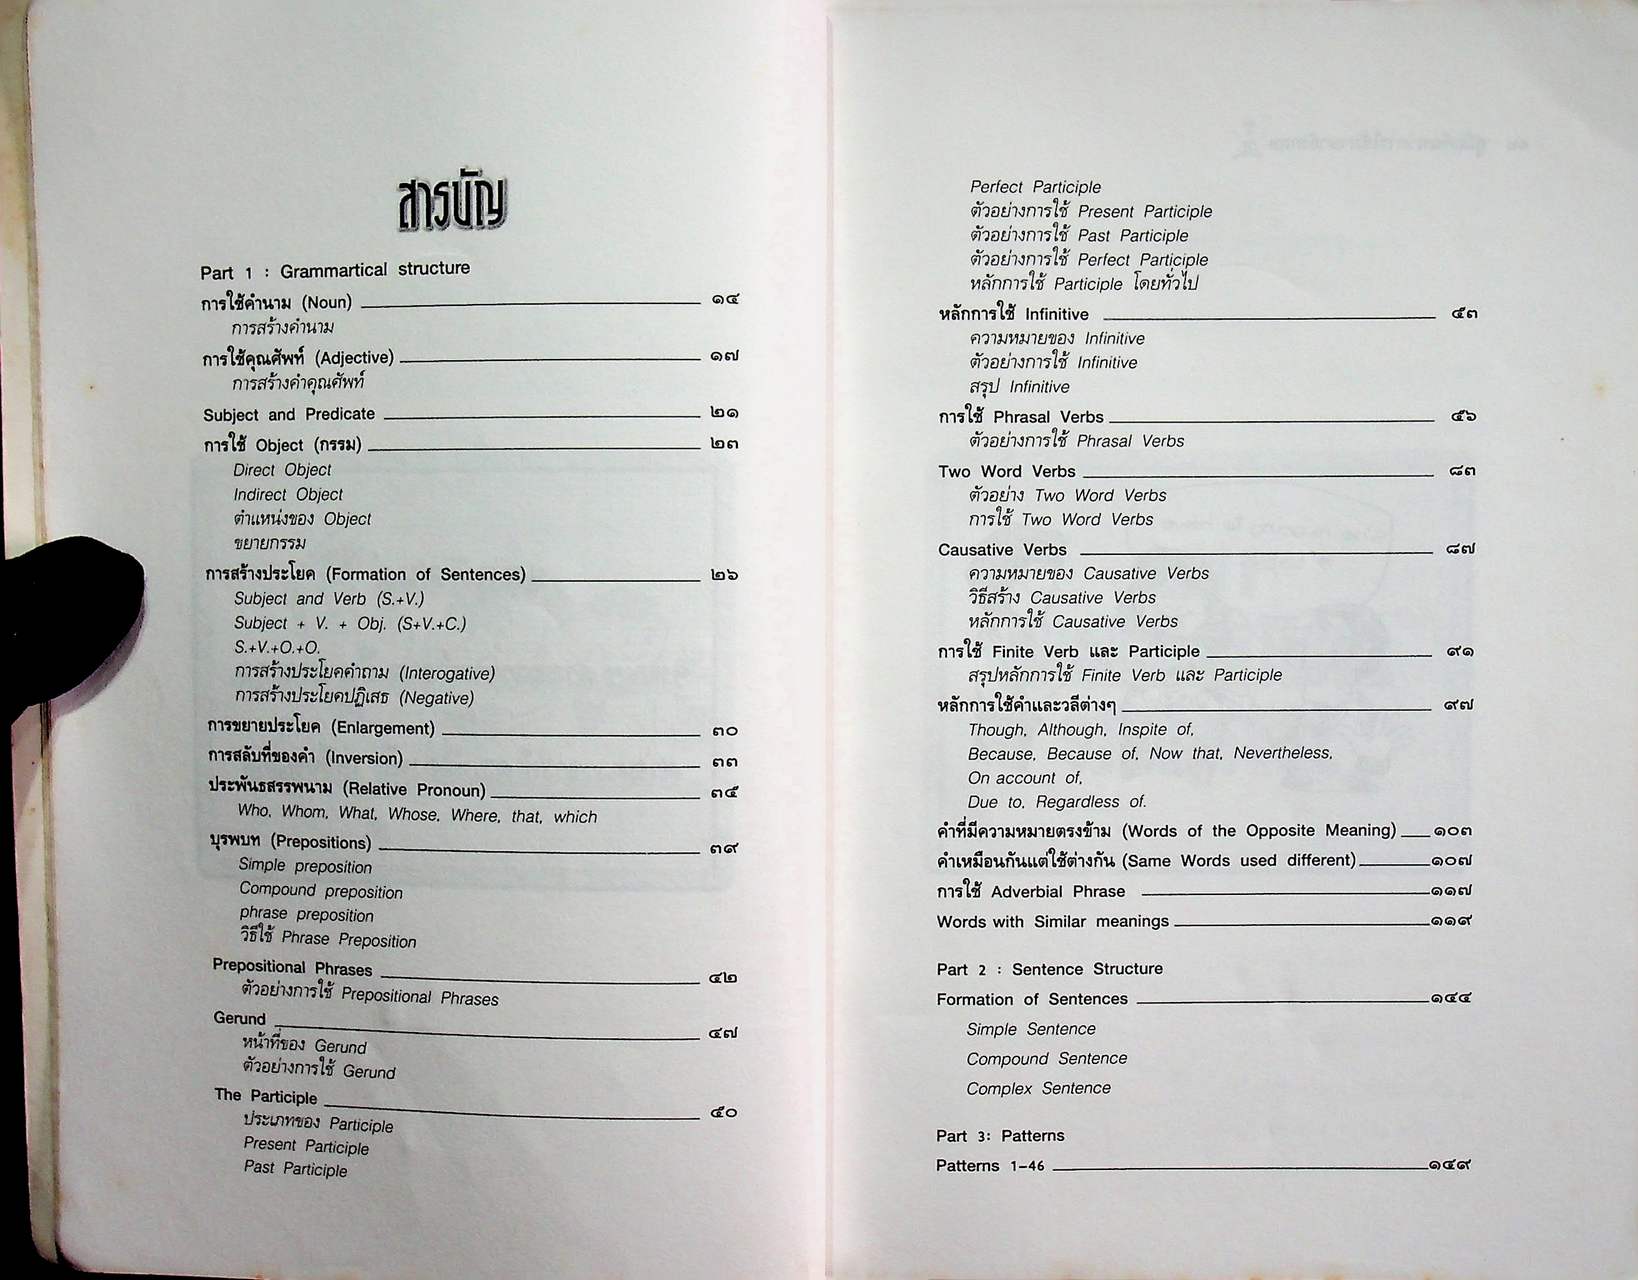 สารบัญ
Part 1 : Grammartical structure
การใช้คำนาม (Noun) ๑๔
การสร้างคำนาม
การใช้คุณศัพท์ (Adjective) ๑๗
การสร้างคำคุณศัพท์
Subject and Predicate ๒๑
การใช้ Object (กรรม) ๒๓
Direct Object
Indirect Object
ตำแหน่งของ Object
ขยายกรรม
การสร้างประโยค (Formation of Sentences) ๒๖
Subject and Verb (S.+V.)
Subject + V. + Obj. (S+V.+C.)
S.+V.+O.+O.
การสร้างประโยคคำถาม (Interogative)
การสร้างประโยคปฏิเสธ (Negative)
การขยายประโยค (Enlargement) ๓๐
การสลับที่ของคำ (Inversion) ๓๓
ประพันธสรรพนาม (Relative Pronoun) ๓๕
Who, Whom, What, Whose, Where, that, which
บุรพบท (Prepositions) ๓๙
Simple preposition
Compound preposition
phrase preposition
วิธีใช้ Phrase Preposition
Prepositional Phrases ๔๒
ตัวอย่างการใช้ Prepositional Phrases
Gerund ๔๗
หน้าที่ของ Gerund
ตัวอย่างการใช้ Gerund
The Participle ๕๐
ประเภทของ Participle
Present Participle
Past Participle
Perfect Participle
ตัวอย่างการใช้ Present Participle
ตัวอย่างการใช้ Past Participle
ตัวอย่างการใช้ Perfect Participle
หลักการใช้ Participle โดยทั่วไป
หลักการใช้ Infinitive ๕๓
ความหมายของ Infinitive
ตัวอย่างการใช้ Infinitive
สรุป Infinitive
การใช้ Phrasal Verbs ๕๖
ตัวอย่างการใช้ Phrasal Verbs
Two Word Verbs ๘๓
ตัวอย่าง Two Word Verbs
การใช้ Two Word Verbs
Causative Verbs ๘๗
ความหมายของ Causative Verbs
วิธีสร้าง Causative Verbs
หลักการใช้ Causative Verbs
การใช้ Finite Verb และ Participle ๙๑
สรุปหลักการใช้ Finite Verb และ Participle
หลักการใช้คำและวลีต่างๆ ๙๗
Though, Although, Inspite of,
Because, Because of, Now that, Nevertheless,
On account of,
Due to, Regardless of.
คำที่มีความหมายตรงข้าม (Words of the Opposite Meaning) ๑๐๓
คำเหมือนกันแต่ใช้ต่างกัน (Same Words used different) ๑๐๗
การใช้ Adverbial Phrase ๑๑๗
Words with Similar meanings ๑๑๙
Part 2 : Sentence Structure
Formation of Sentences ๑๔๔
Simple Sentence
Compound Sentence
Complex Sentence
Part 3: Patterns
Patterns 1-46 ๑๔๙